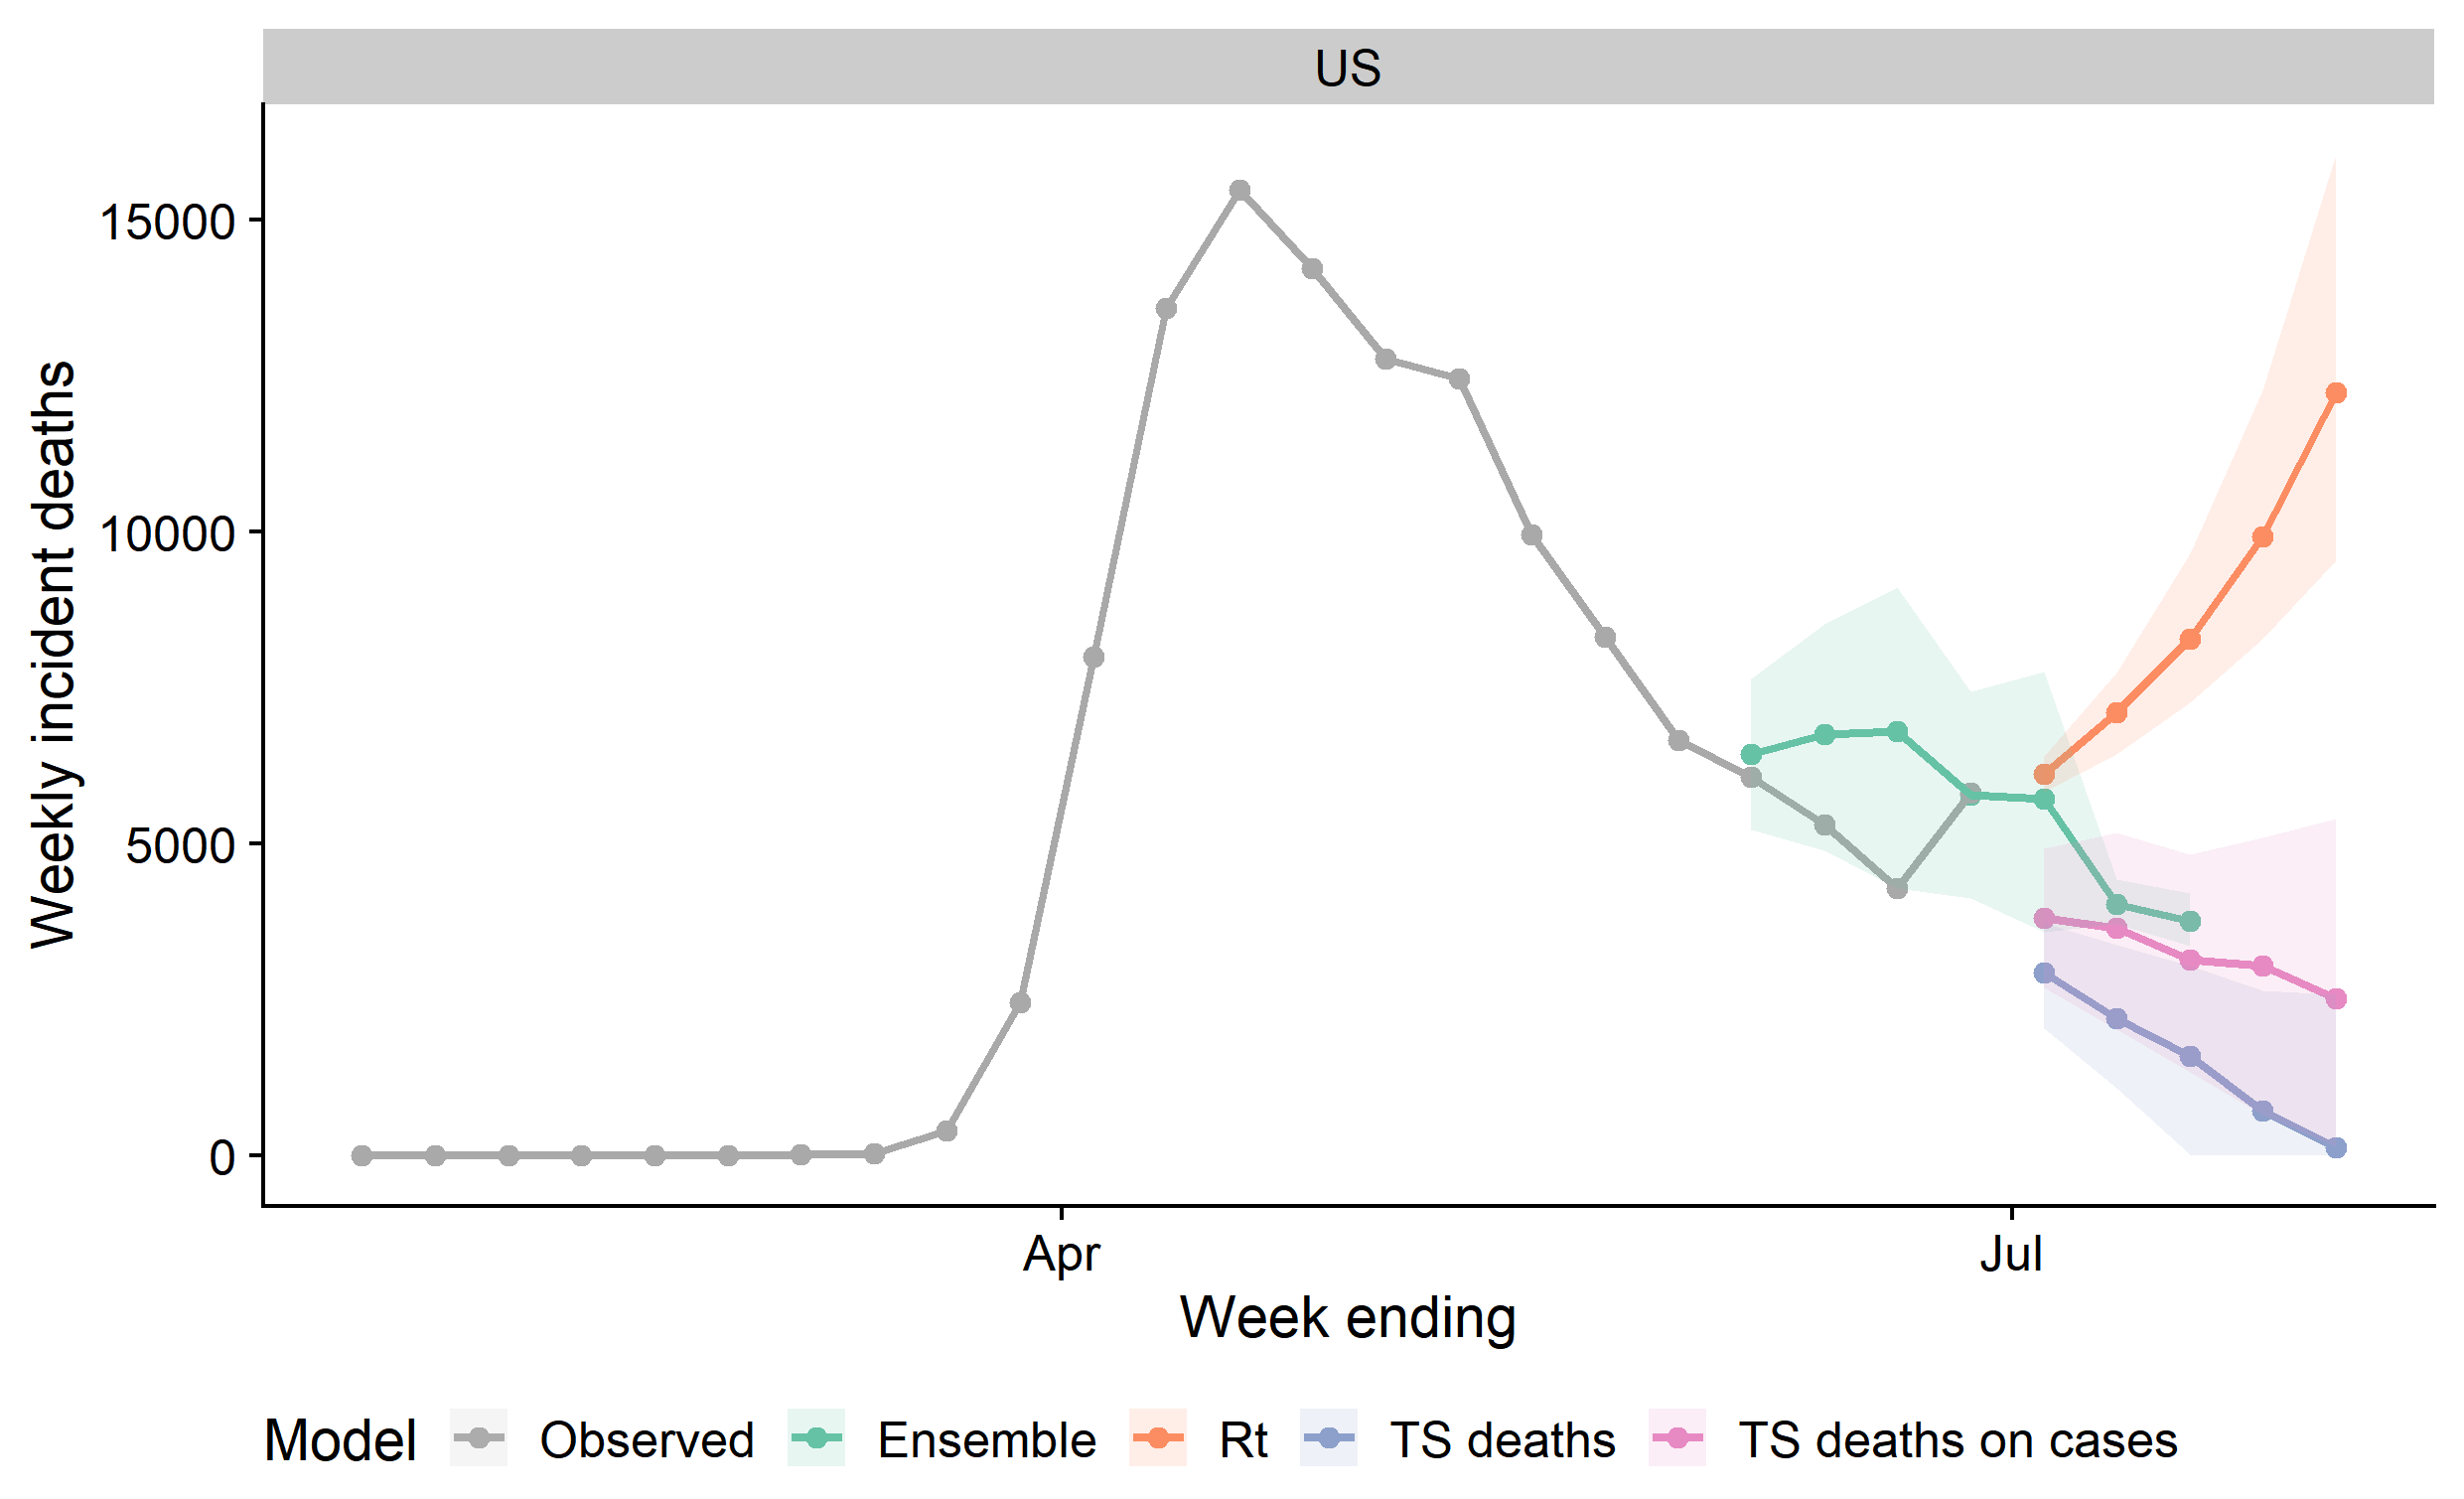 US
Weekly incident deaths
15000
10000
5000
0
Apr
Jul
Week ending
Model
Observed
Ensemble
Rt
TS deaths
TS deaths on cases